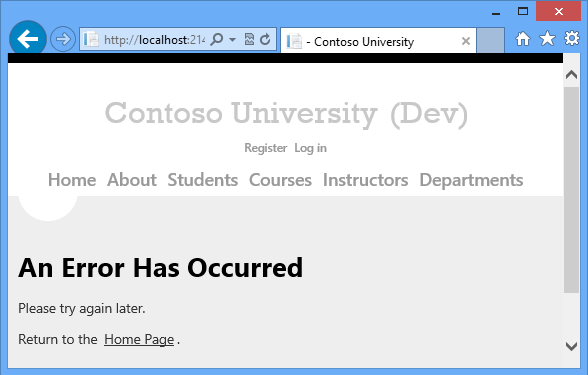 http://localhost:214
- Contoso University
Contoso University (Dev)
Register Log in
Home About Students Courses Instructors Departments
An Error Has Occurred
Please try again later.
Return to the Home Page .